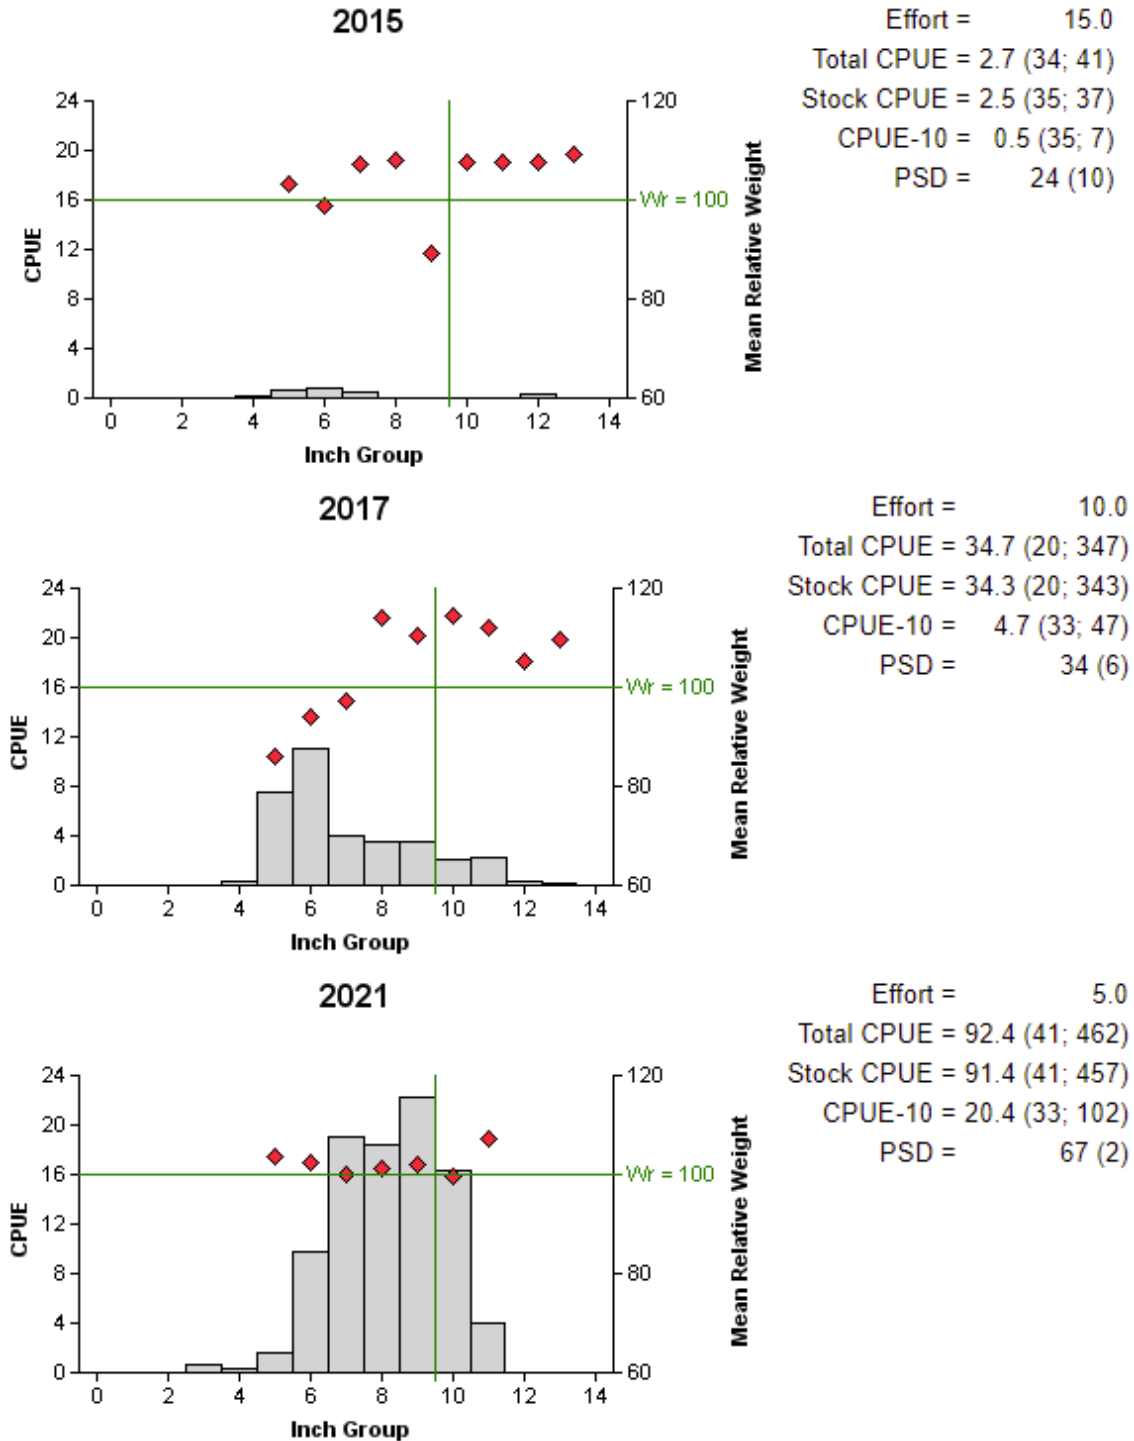 2015
Effort = 15.0
Total CPUE = 2.7 (34; 41)
Stock CPUE = 2.5 (35; 37)
CPUE-10 = 0.5 (35; 7)
PSD = 24 (10)
24
20
16
12
8
4
0
CPUE
120
Wr = 100
80
60
Mean Relative Weight
0 2 4 6 8 10 12 14
Inch Group
2017
Effort = 10.0
Total CPUE = 34.7 (20; 347)
Stock CPUE = 34.3 (20; 343)
CPUE-10 = 4.7 (33; 47)
PSD = 34 (6)
24
20
16
12
8
4
0
CPUE
120
Wr = 100
80
60
Mean Relative Weight
0 2 4 6 8 10 12 14
Inch Group
2021
Effort = 5.0
Total CPUE = 92.4 (41; 462)
Stock CPUE = 91.4 (41; 457)
CPUE-10 = 20.4 (33; 102)
PSD = 67 (2)
24
20
16
12
8
4
0
CPUE
120
Wr = 100
80
60
Mean Relative Weight
0 2 4 6 8 10 12 14
Inch Group